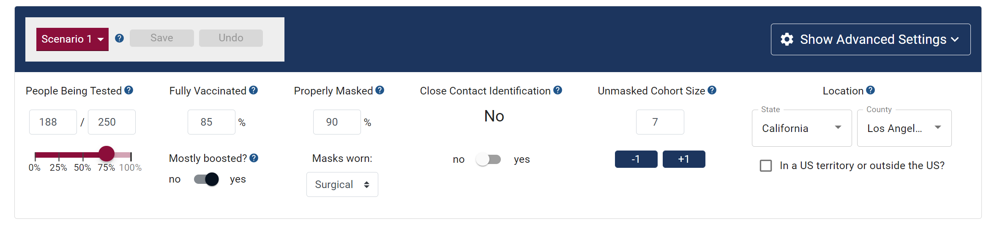 Scenario 1
Save
Undo
Show Advanced Settings
People Being Tested
Fully Vaccinated
Properly Masked
Close Contact Identification
Unmasked Cohort Size
Location
188 / 250
85 %
90 %
No
7
State
California
County
Los Angel...
0% 25% 50% 75% 100%
Mostly boosted?
no yes
Masks worn:
Surgical
no yes
-1 +1
In a US territory or outside the US?